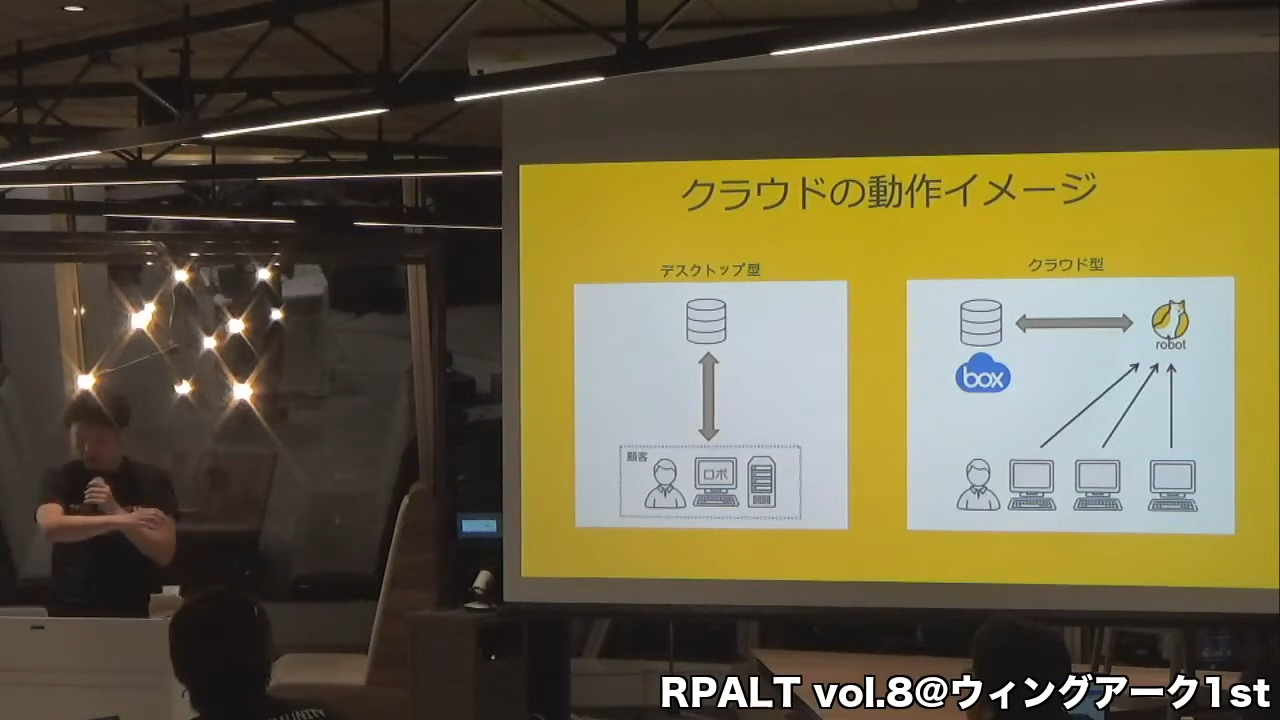 クラウドの動作イメージ
デスクトップ型
クラウド型
robot
box
顧客
ロボ
RPALT vol.8@ウィングアーク1st